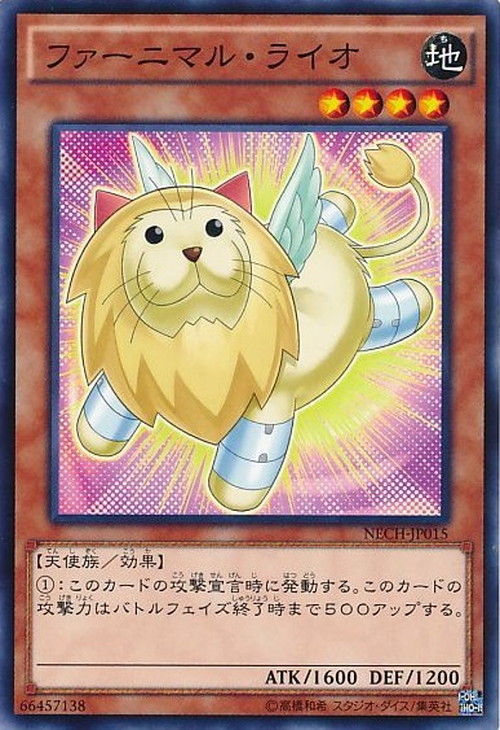 ファーニマル・ライオ
地
NECH-JP015
【天使族／効果】
①：このカードの攻撃宣言時に発動する。このカードの
攻撃力はバトルフェイズ終了時まで５００アップする。
ATK/1600 DEF/1200
66457138
©高橋和希 スタジオ・ダイス/集英社